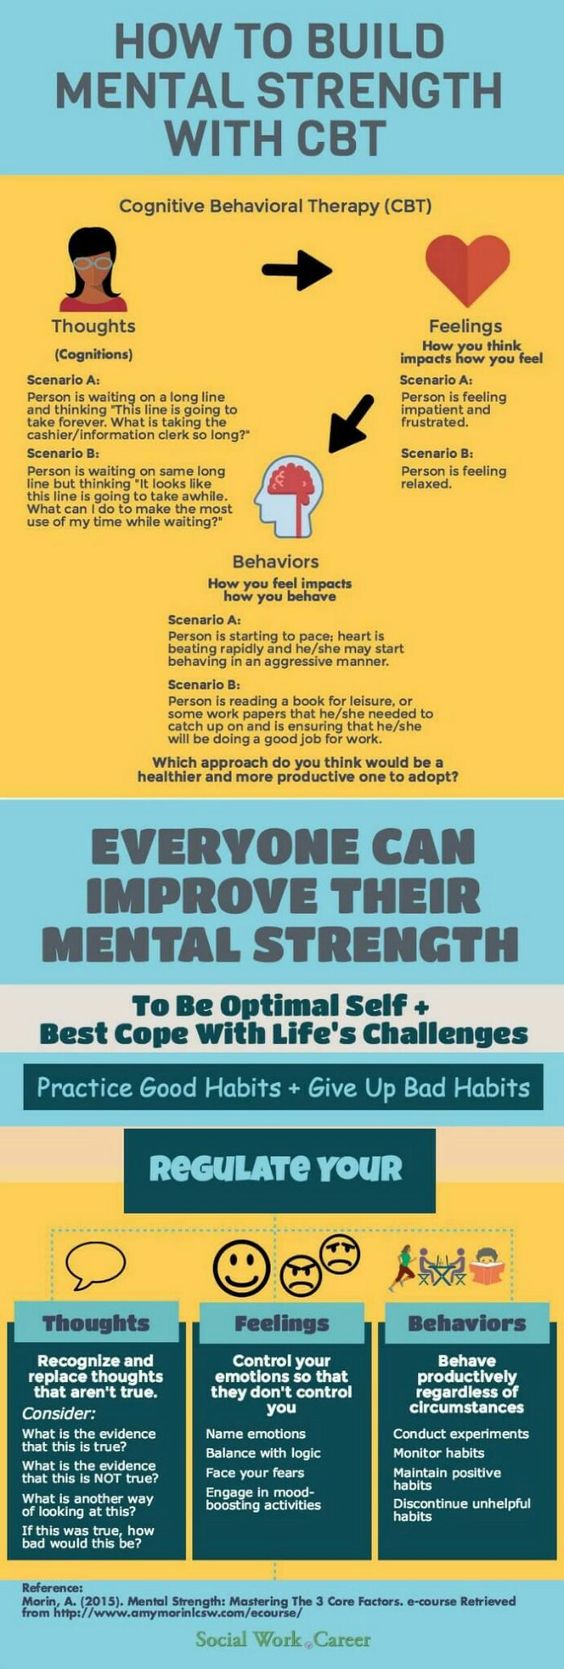 HOW TO BUILD
MENTAL STRENGTH
WITH CBT
Cognitive Behavioral Therapy (CBT)
Thoughts
(Cognitions)
Scenario A:
Person is waiting on a long line
and thinking "This line is going to
take forever. What is taking the
cashier/information clerk so long?"
Scenario B:
Person is waiting on same long
line but thinking "It looks like
this line is going to take awhile.
What can I do to make the most
use of my time while waiting?"
Feelings
How you think
impacts how you feel
Scenario A:
Person is feeling
impatient and
frustrated.
Scenario B:
Person is feeling
relaxed.
Behaviors
How you feel impacts
how you behave
Scenario A:
Person is starting to pace; heart is
beating rapidly and he/she may start
behaving in an aggressive manner.
Scenario B:
Person is reading a book for leisure, or
some work papers that he/she needed to
catch up on and is ensuring that he/she
will be doing a good job for work.
Which approach do you think would be a
healthier and more productive one to adopt?
EVERYONE CAN
IMPROVE THEIR
MENTAL STRENGTH
To Be Optimal Self +
Best Cope With Life's Challenges
Practice Good Habits + Give Up Bad Habits
REGULATE YOUR
Thoughts
Recognize and
replace thoughts
that aren't true.
Consider:
What is the evidence
that this is true?
What is the evidence
that this is NOT true?
What is another way
of looking at this?
If this was true, how
bad would this be?
Feelings
Control your
emotions so that
they don't control
you
Name emotions
Balance with logic
Face your fears
Engage in mood-
boosting activities
Behaviors
Behave
productively
regardless of
circumstances
Conduct experiments
Monitor habits
Maintain positive
habits
Discontinue unhelpful
habits
Reference:
Morin, A. (2015). Mental Strength: Mastering The 3 Core Factors. e-course Retrieved
from http://www.amymorinlcsw.com/ecourse/
Social Work Career